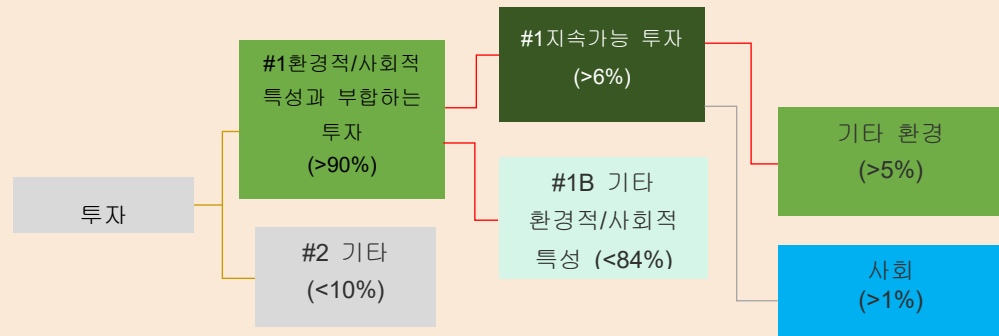 투자
#1환경적/사회적
특성과 부합하는
투자
(>90%)
#2 기타
(<10%)
#1지속가능 투자
(>6%)
#1B 기타
환경적/사회적
특성 (<84%)
기타 환경
(>5%)
사회
(>1%)